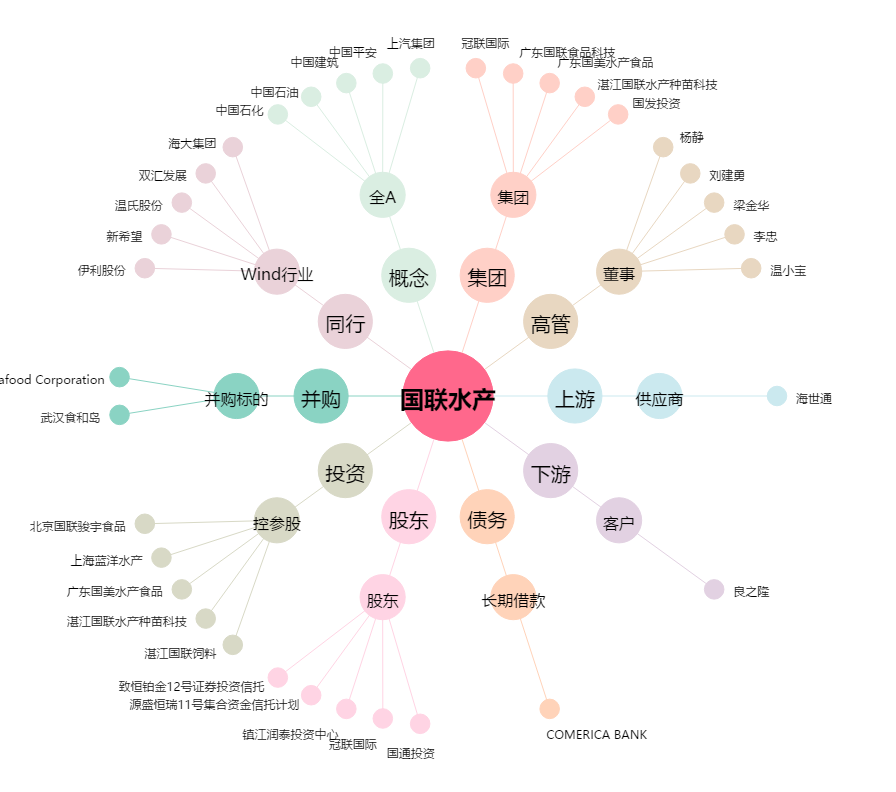 冠联国际
上汽集团
广东国联食品科技
中国平安
中国建筑
广东国美水产食品
湛江国联水产种苗科技
中国石油
国发投资
中国石化
杨静
海大集团
刘建勇
双汇发展
全A
集团
梁金华
温氏股份
李忠
新希望
伊利股份
Wind行业
概念
集团
董事
温小宝
同行
高管
afood Corporation
并购标的
并购
国联水产
上游
供应商
海世通
武汉食和岛
投资
下游
北京国联骏宇食品
控参股
股东
债务
客户
上海蓝洋水产
广东国美水产食品
良之隆
股东
长期借款
湛江国联水产种苗科技
湛江国联饲料
致恒铂金12号证券投资信托
源盛恒瑞11号集合资金信托计划
镇江润泰投资中心
COMERICA BANK
冠联国际
国通投资